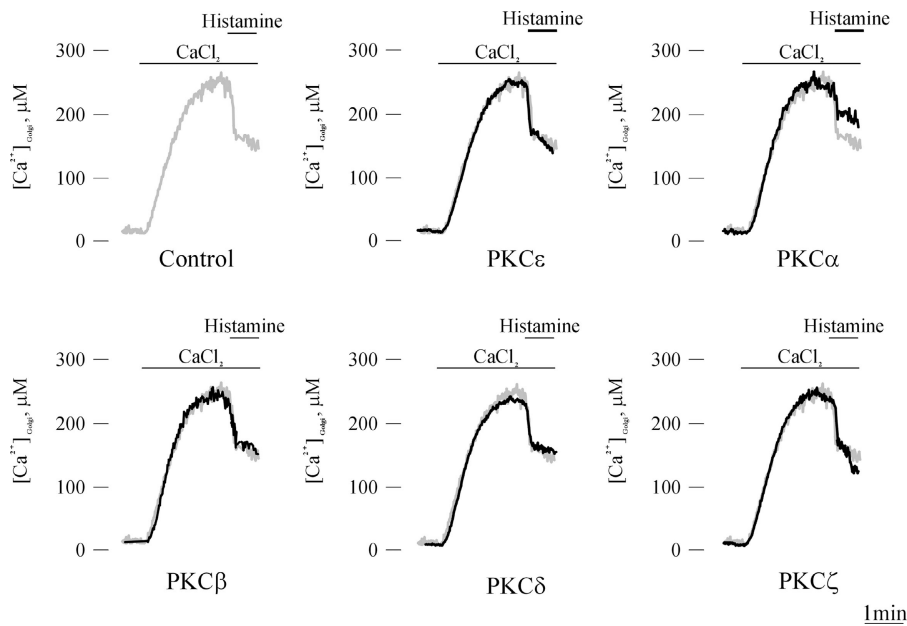 Histamine
CaCl₂
300
200
100
0
[Ca²⁺]Golgi, μM
Control
Histamine
CaCl₂
300
200
100
0
[Ca²⁺]Golgi, μM
PKCε
Histamine
CaCl₂
300
200
100
0
[Ca²⁺]Golgi, μM
PKCα
Histamine
CaCl₂
300
200
100
0
[Ca²⁺]Golgi, μM
PKCβ
Histamine
CaCl₂
300
200
100
0
[Ca²⁺]Golgi, μM
PKCδ
Histamine
CaCl₂
300
200
100
0
[Ca²⁺]Golgi, μM
PKCζ
1min